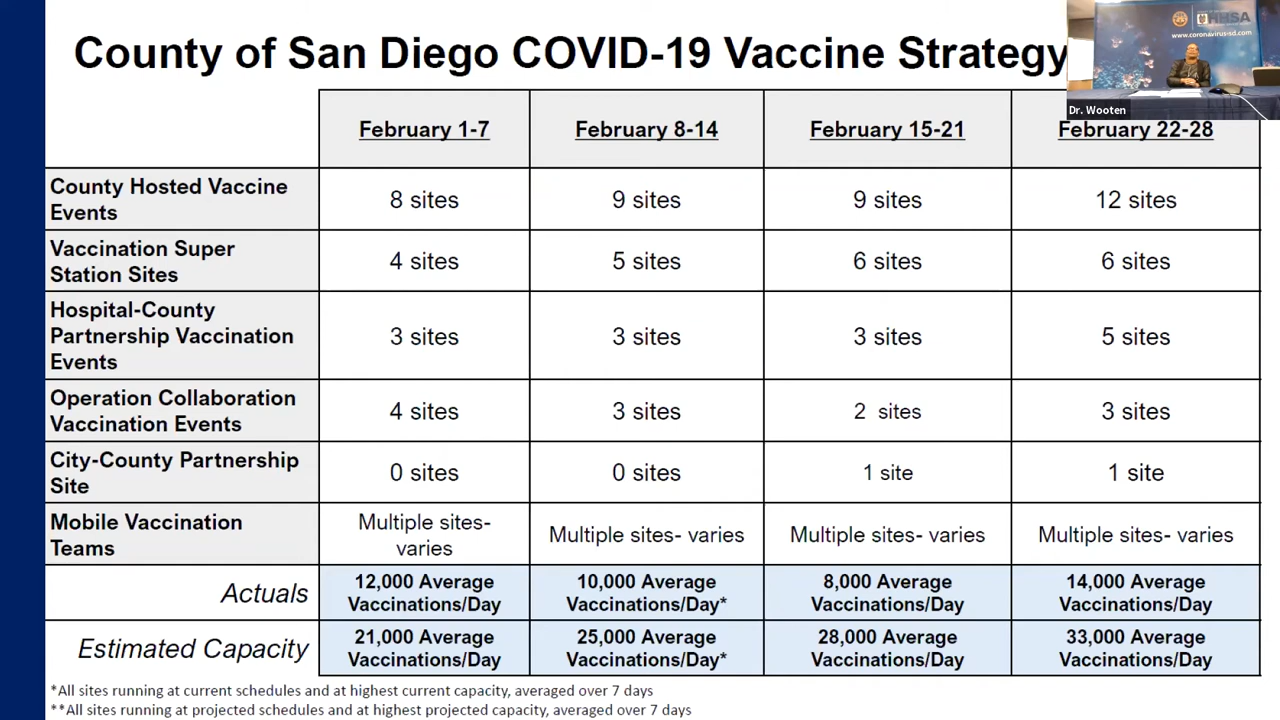 County of San Diego COVID-19 Vaccine Strategy
HHSA
www.coronavirus-sd.com
Dr. Wooten
February 1-7
February 8-14
February 15-21
February 22-28
County Hosted Vaccine
Events
8 sites
9 sites
9 sites
12 sites
Vaccination Super
Station Sites
4 sites
5 sites
6 sites
6 sites
Hospital-County
Partnership Vaccination
Events
3 sites
3 sites
3 sites
5 sites
Operation Collaboration
Vaccination Events
4 sites
3 sites
2 sites
3 sites
City-County Partnership
Site
0 sites
0 sites
1 site
1 site
Mobile Vaccination
Teams
Multiple sites-
varies
Multiple sites- varies
Multiple sites- varies
Multiple sites- varies
Actuals
12,000 Average
Vaccinations/Day
10,000 Average
Vaccinations/Day*
8,000 Average
Vaccinations/Day
14,000 Average
Vaccinations/Day
Estimated Capacity
21,000 Average
Vaccinations/Day
25,000 Average
Vaccinations/Day*
28,000 Average
Vaccinations/Day
33,000 Average
Vaccinations/Day
*All sites running at current schedules and at highest current capacity, averaged over 7 days
**All sites running at projected schedules and at highest projected capacity, averaged over 7 days